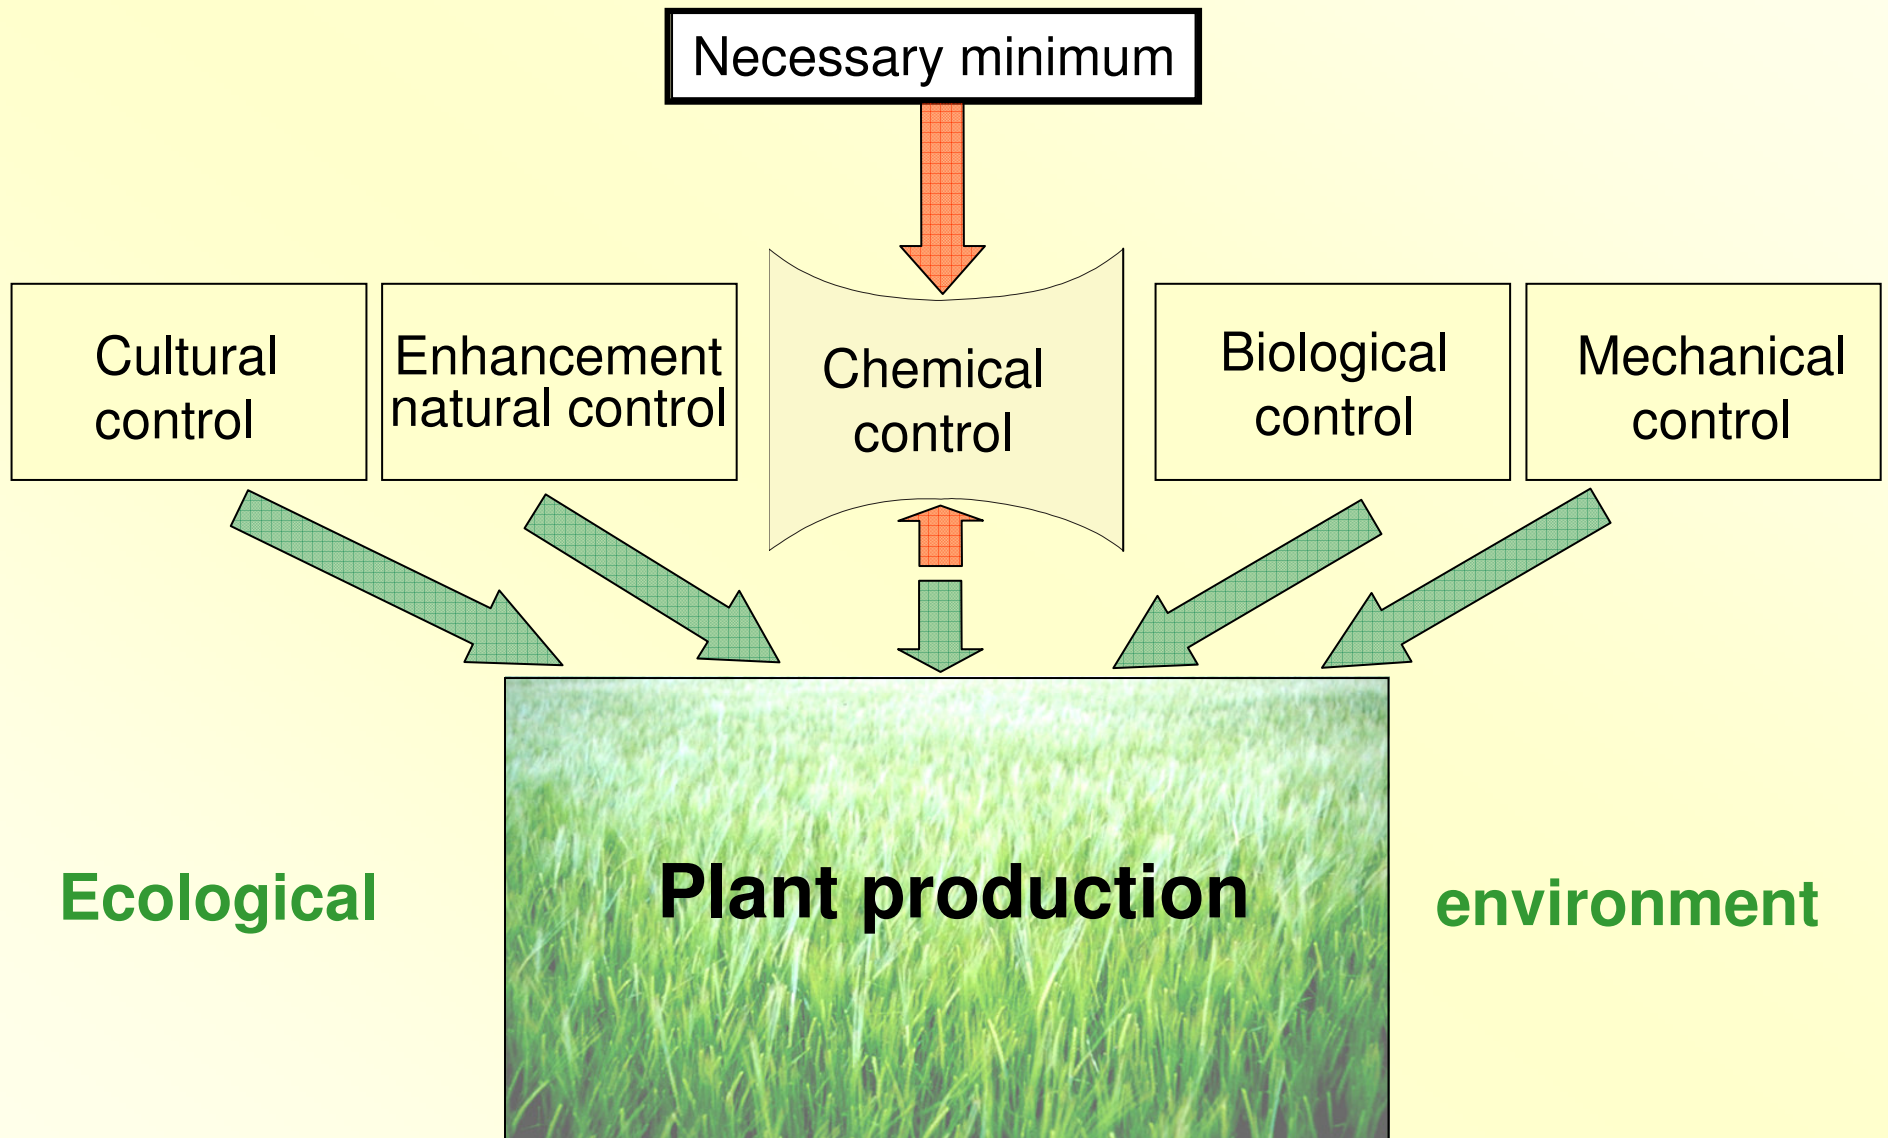 Necessary minimum
Cultural
control
Enhancement
natural control
Chemical
control
Biological
control
Mechanical
control
Ecological
Plant production
environment